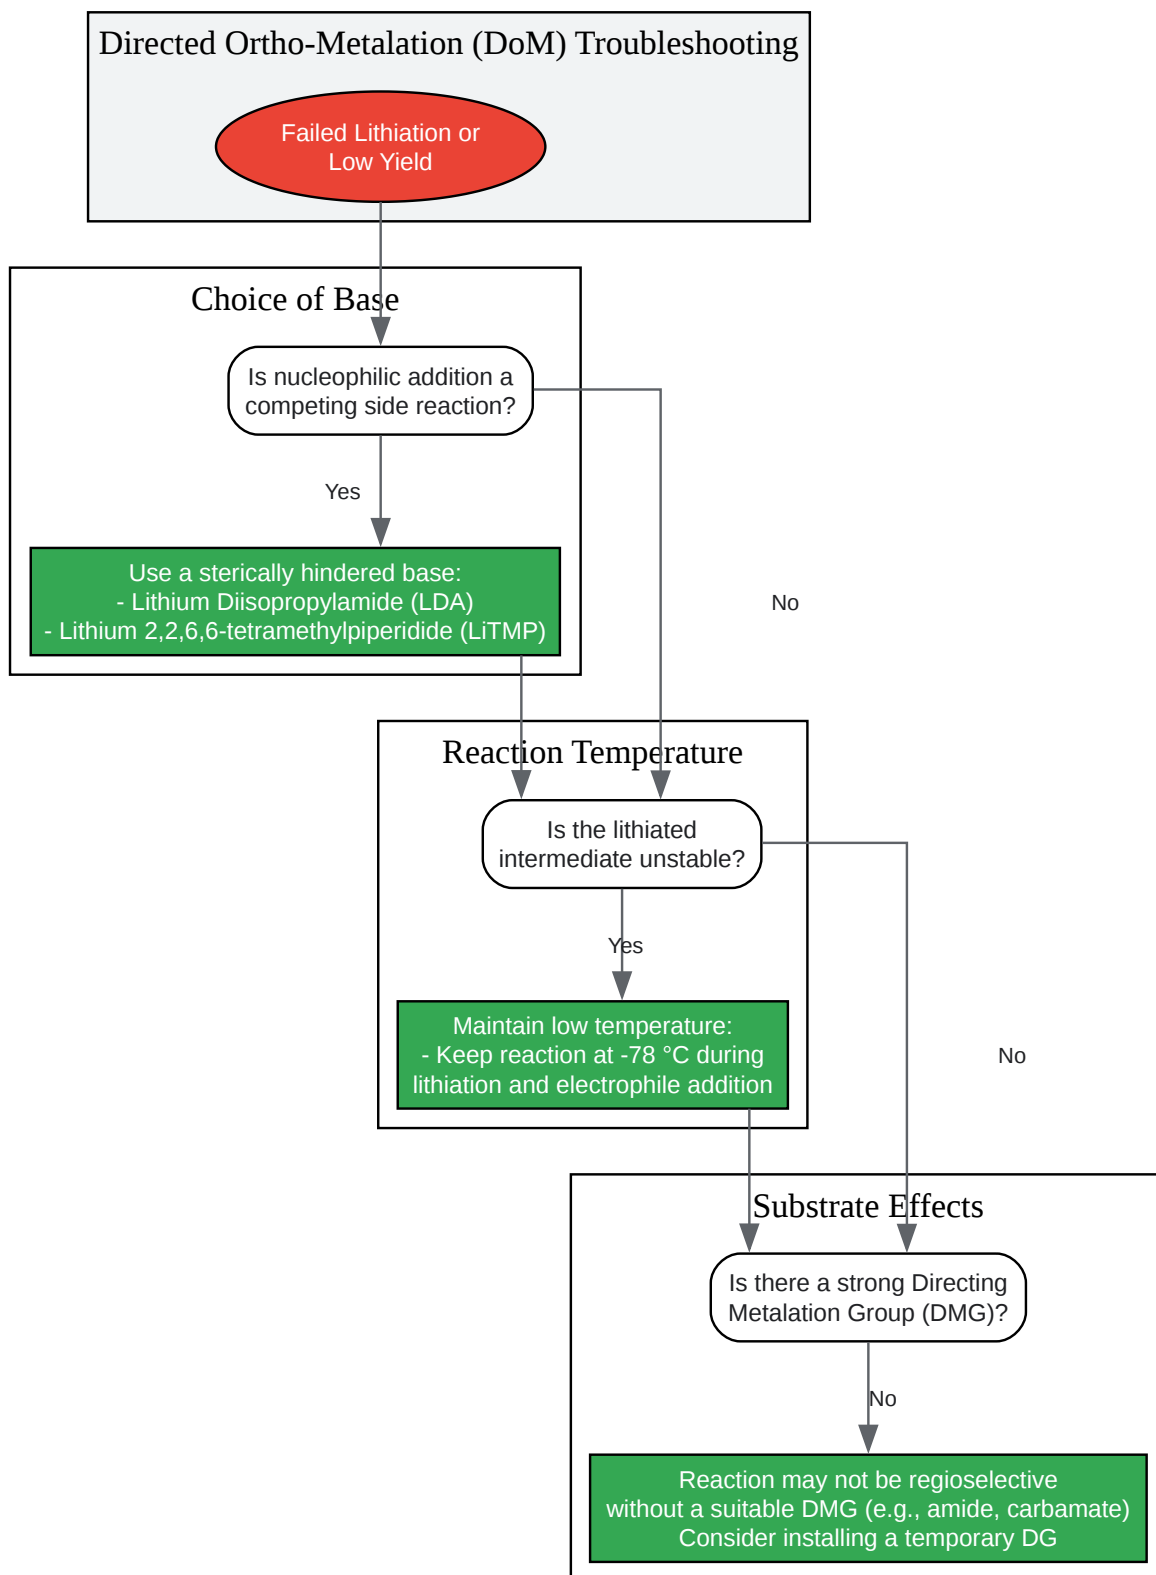 Directed Ortho-Metalation (DoM) Troubleshooting
Failed Lithiation or
Low Yield
Choice of Base
Is nucleophilic addition a
competing side reaction?
Yes
Use a sterically hindered base:
- Lithium Diisopropylamide (LDA)
- Lithium 2,2,6,6-tetramethylpiperidide (LiTMP)
No
Reaction Temperature
Is the lithiated
intermediate unstable?
Yes
Maintain low temperature:
- Keep reaction at -78 °C during
lithiation and electrophile addition
No
Substrate Effects
Is there a strong Directing
Metalation Group (DMG)?
No
Reaction may not be regioselective
without a suitable DMG (e.g., amide, carbamate)
Consider installing a temporary DG